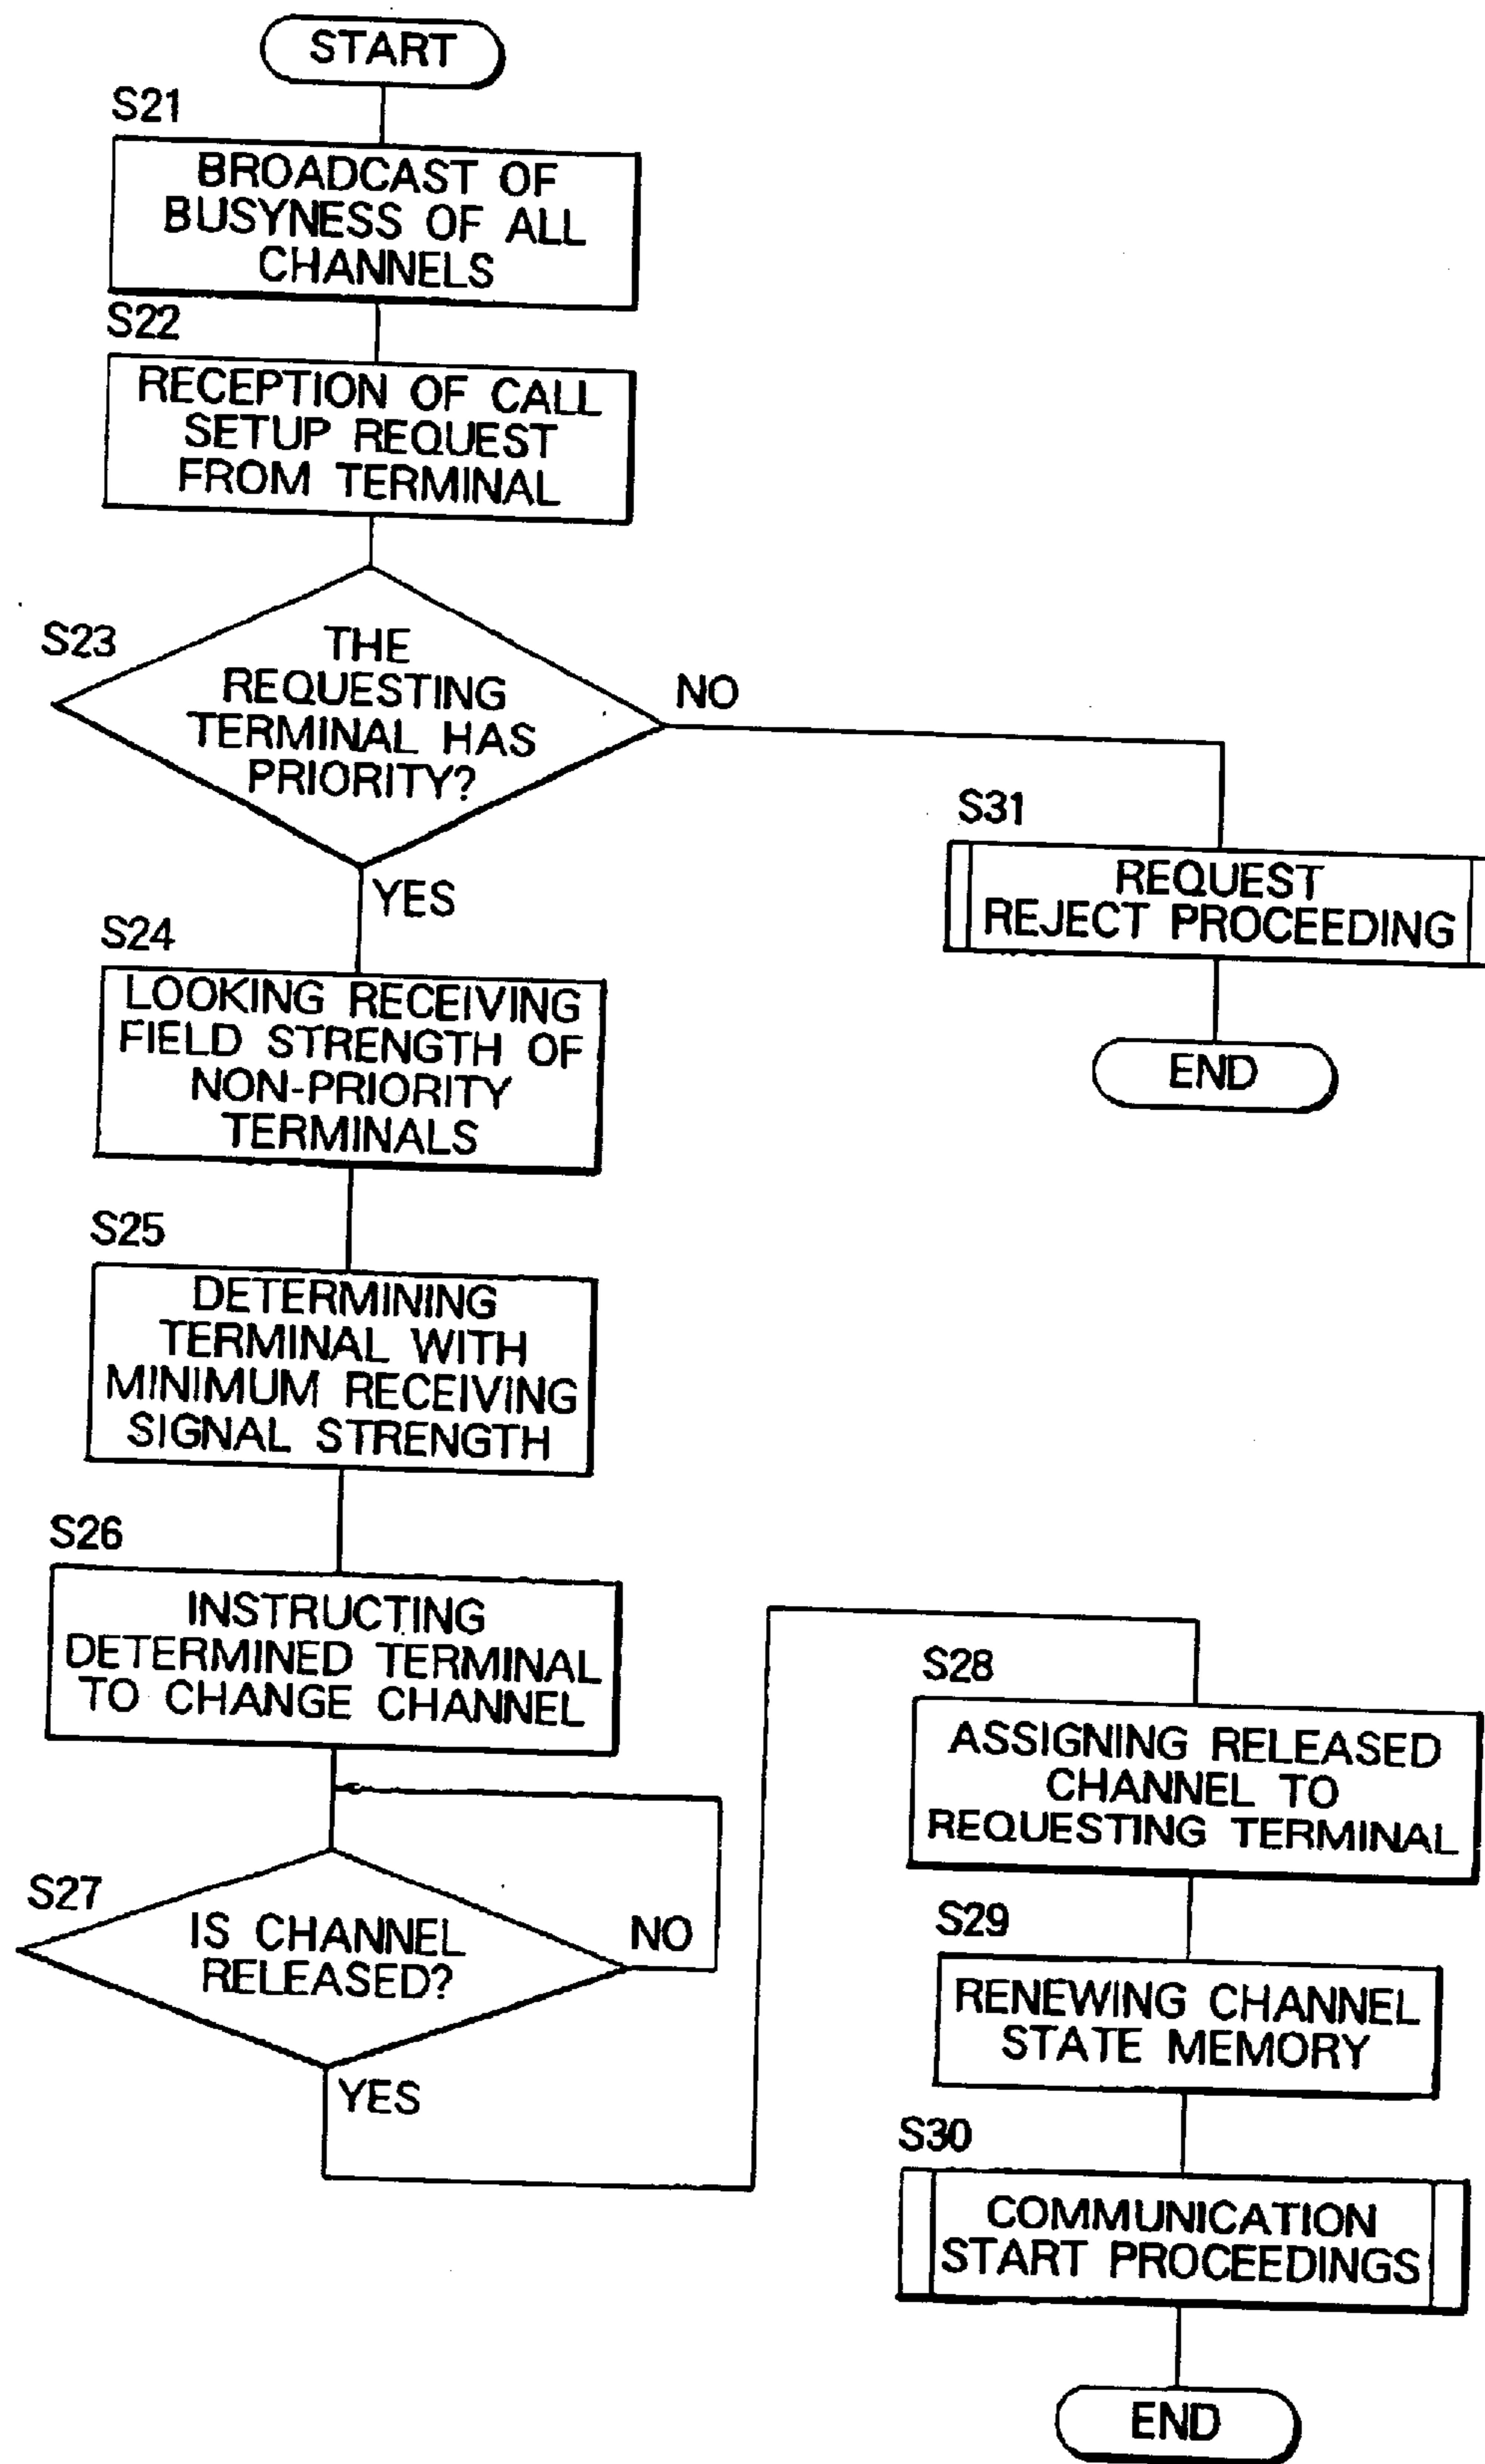 START
S21
BROADCAST OF
BUSYNESS OF ALL
CHANNELS
S22
RECEPTION OF CALL
SETUP REQUEST
FROM TERMINAL
S23
THE
REQUESTING
TERMINAL HAS
PRIORITY?
NO
YES
S31
REQUEST
REJECT PROCEEDING
END
S24
LOOKING RECEIVING
FIELD STRENGTH OF
NON-PRIORITY
TERMINALS
S25
DETERMINING
TERMINAL WITH
MINIMUM RECEIVING
SIGNAL STRENGTH
S26
INSTRUCTING
DETERMINED TERMINAL
TO CHANGE CHANNEL
S27
IS CHANNEL
RELEASED?
NO
YES
S28
ASSIGNING RELEASED
CHANNEL TO
REQUESTING TERMINAL
S29
RENEWING CHANNEL
STATE MEMORY
S30
COMMUNICATION
START PROCEEDINGS
END